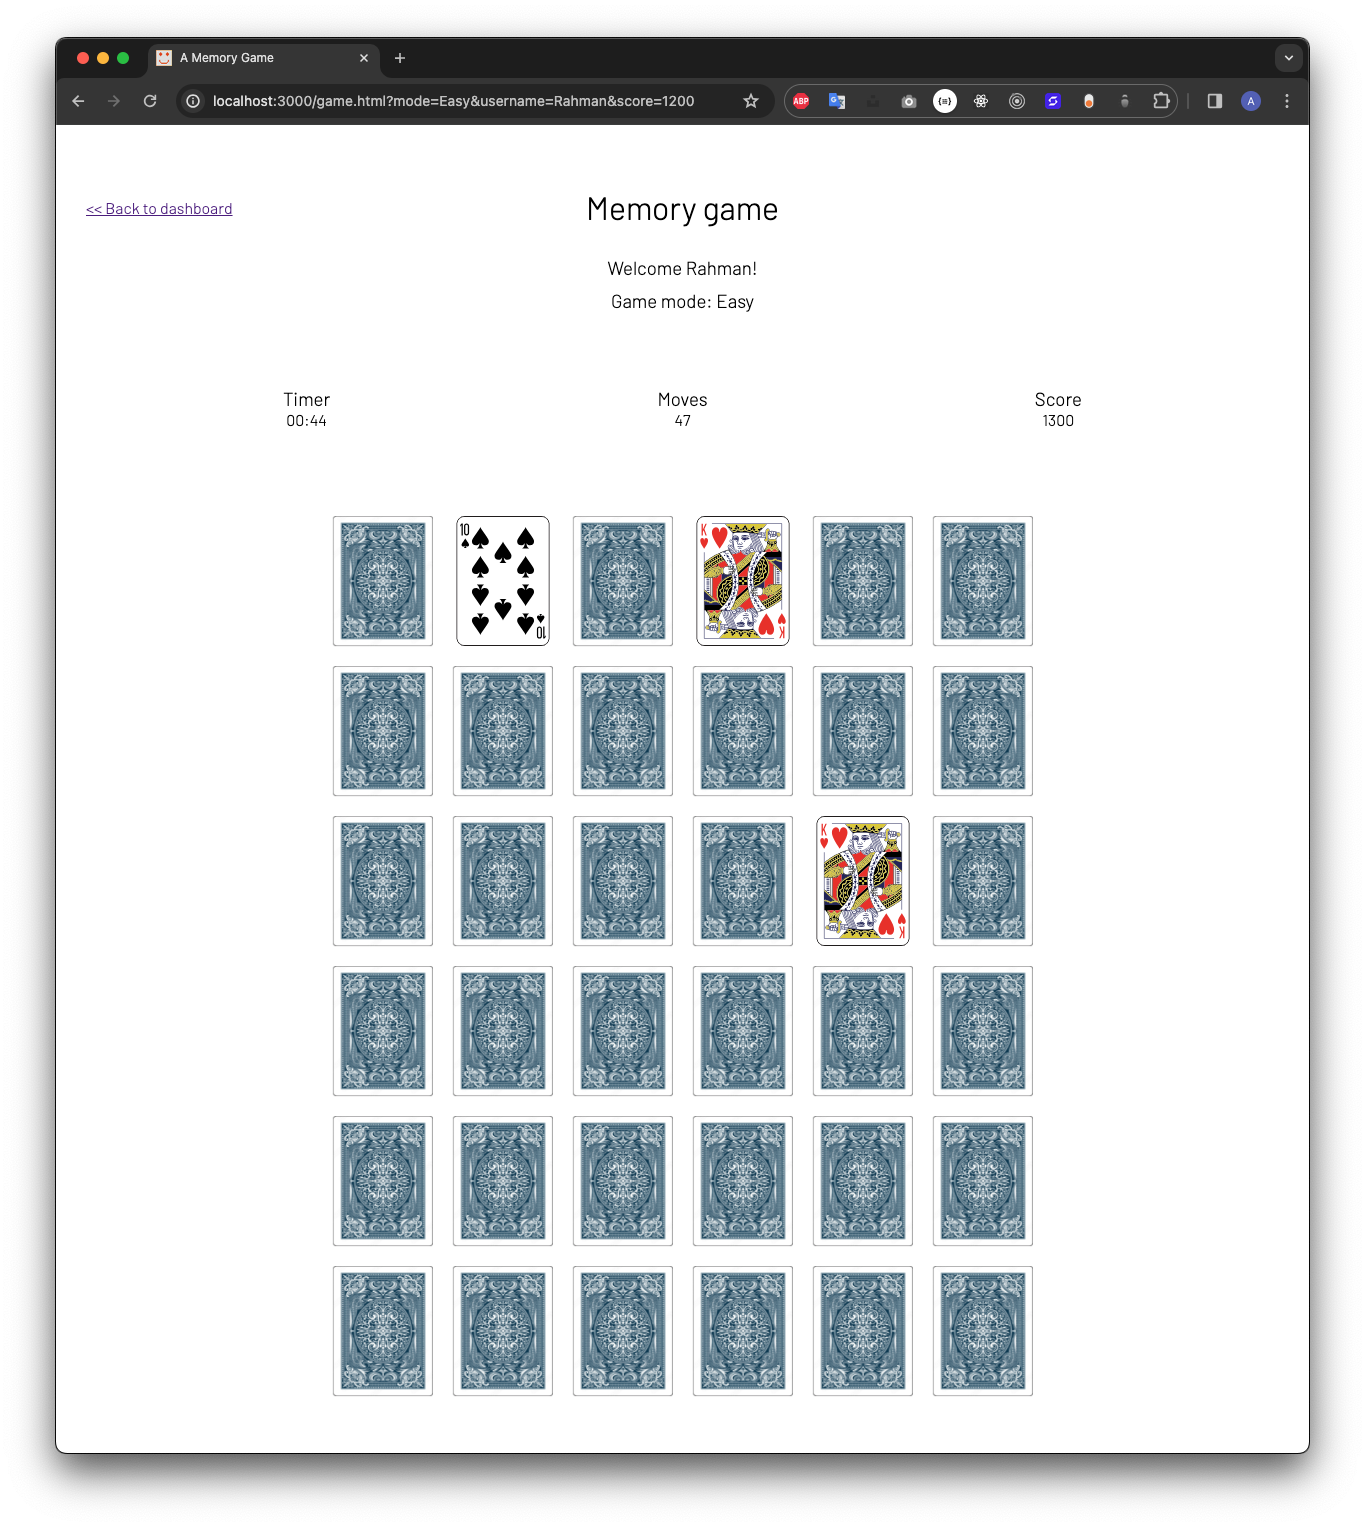 A Memory Game
localhost:3000/game.html?mode=Easy&username=Rahman&score=1200
ABP
A
<< Back to dashboard
Memory game
Welcome Rahman!
Game mode: Easy
Timer
00:44
Moves
47
Score
1300
10
10
K
K
K
K